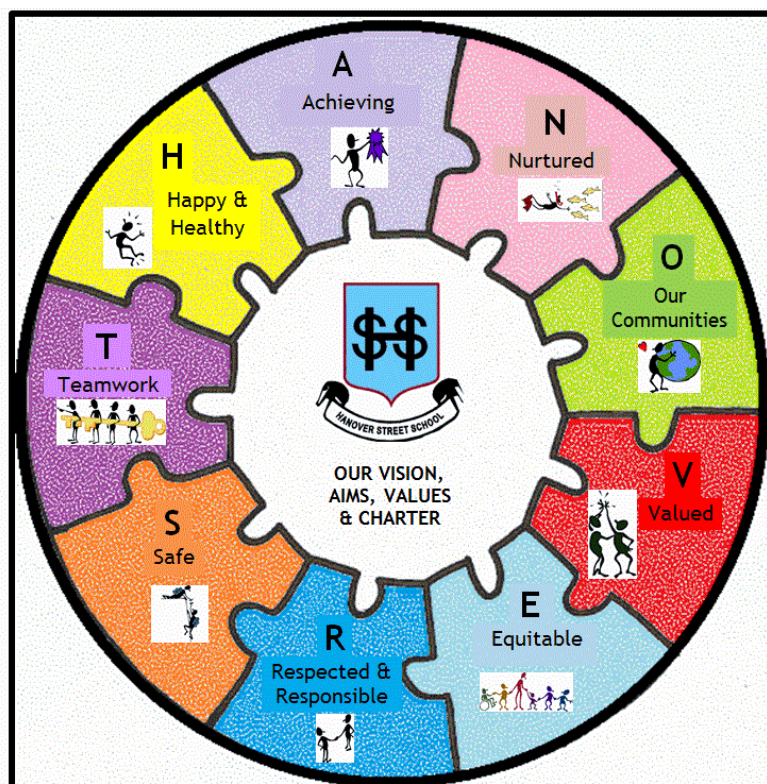 H
Happy &
Healthy
A
Achieving
N
Nurtured
O
Our
Communities
V
Valued
E
Equitable
R
Respected &
Responsible
S
Safe
T
Teamwork
HSS
HANOVER STREET SCHOOL
OUR VISION,
AIMS, VALUES
& CHARTER